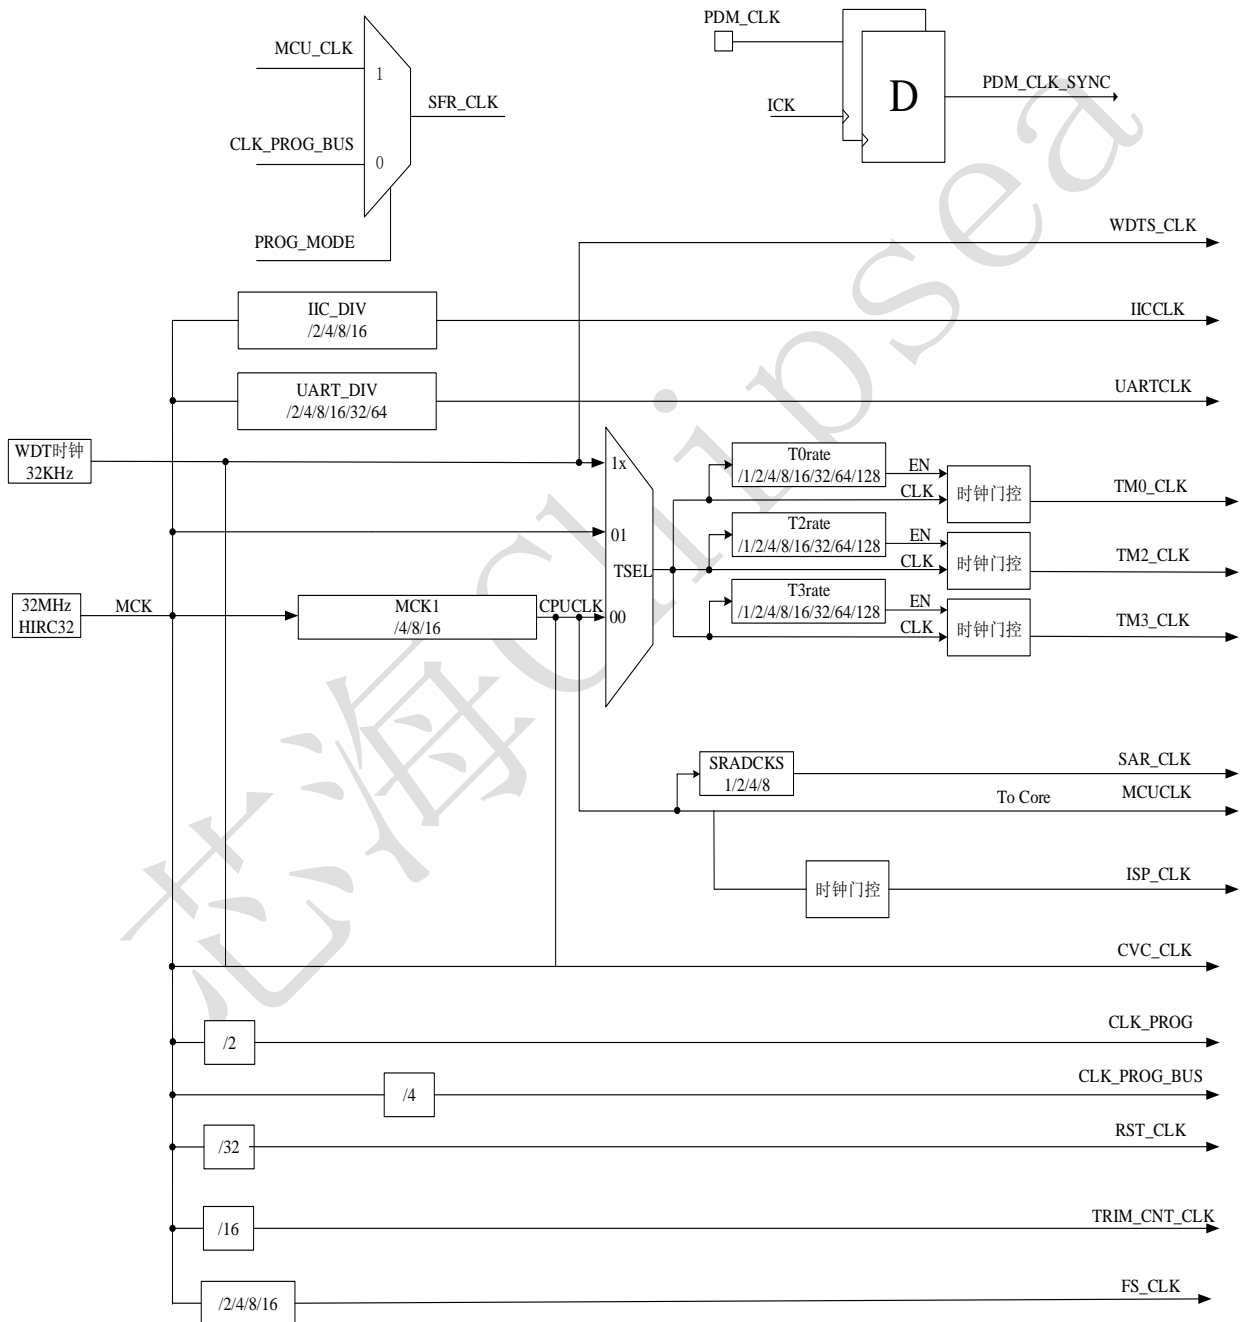 PDM_CLK
MCU_CLK
1
SFR_CLK
D
PDM_CLK_SYNC
ICK
CLK_PROG_BUS
0
PROG_MODE
WDTS_CLK
IIC_DIV
/2/4/8/16
IICCLK
UART_DIV
/2/4/8/16/32/64
UARTCLK
WDT时钟
32KHz
1x
T0rate
/1/2/4/8/16/32/64/128
EN
CLK
时钟门控
TM0_CLK
01
T2rate
/1/2/4/8/16/32/64/128
EN
CLK
时钟门控
TM2_CLK
TSEL
32MHz
HIRC32
MCK
MCK1
/4/8/16
CPUCLK
00
T3rate
/1/2/4/8/16/32/64/128
EN
CLK
时钟门控
TM3_CLK
SRADCKS
1/2/4/8
SAR_CLK
To Core
MCUCLK
时钟门控
ISP_CLK
CVC_CLK
/2
CLK_PROG
/4
CLK_PROG_BUS
/32
RST_CLK
/16
TRIM_CNT_CLK
/2/4/8/16
FS_CLK
芯海Chipsea